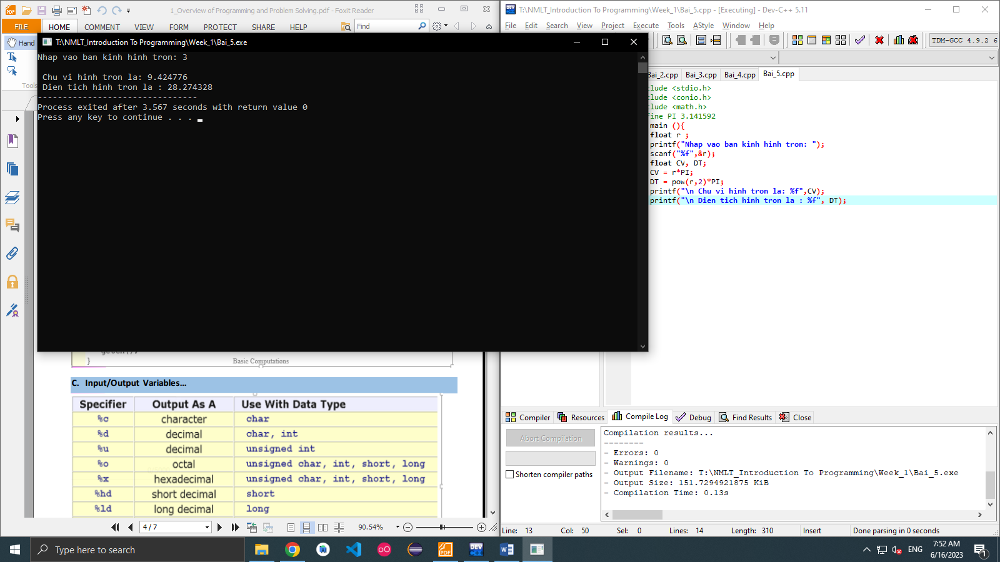 1_Overview of Programming and Problem Solving.pdf - Foxit Reader
FILE HOME COMMENT VIEW FORM PROTECT SHARE HELP Find
Hand
Tools
T:\NMLT_Introduction To Programming\Week_1\Bai_5.exe
Nhap vao ban kinh hinh tron: 3
Chu vi hinh tron la: 9.424776
Dien tich hinh tron la : 28.274328
--------------------------------
Process exited after 3.567 seconds with return value 0
Press any key to continue . . .
}
Basic Computations
C. Input/Output Variables...
Specifier Output As A Use With Data Type
%c character char
%d decimal char, int
%u decimal unsigned int
%o octal unsigned char, int, short, long
%x hexadecimal unsigned char, int, short, long
%hd short decimal short
%ld long decimal long
4 / 7 90.54%
T:\NMLT_Introduction To Programming\Week_1\Bai_5.cpp - [Executing] - Dev-C++ 5.11
File Edit Search View Project Execute Tools AStyle Window Help
TDM-GCC 4.9.2 6
Bai_2.cpp Bai_3.cpp Bai_4.cpp Bai_5.cpp
clude <stdio.h>
clude <conio.h>
clude <math.h>
fine PI 3.141592
main (){
float r ;
printf("Nhap vao ban kinh hinh tron: ");
scanf("%f",&r);
float CV, DT;
CV = r*PI;
DT = pow(r,2)*PI;
printf("\n Chu vi hinh tron la: %f",CV);
printf("\n Dien tich hinh tron la : %f", DT);
Compiler Resources Compile Log Debug Find Results Close
Abort Compilation
Shorten compiler paths
Compilation results...
--------
- Errors: 0
- Warnings: 0
- Output Filename: T:\NMLT_Introduction To Programming\Week_1\Bai_5.exe
- Output Size: 151.7294921875 KiB
- Compilation Time: 0.13s
Line: 13 Col: 50 Sel: 0 Lines: 14 Length: 310 Insert Done parsing in 0 seconds
Type here to search
ENG
7:52 AM
6/16/2023
1